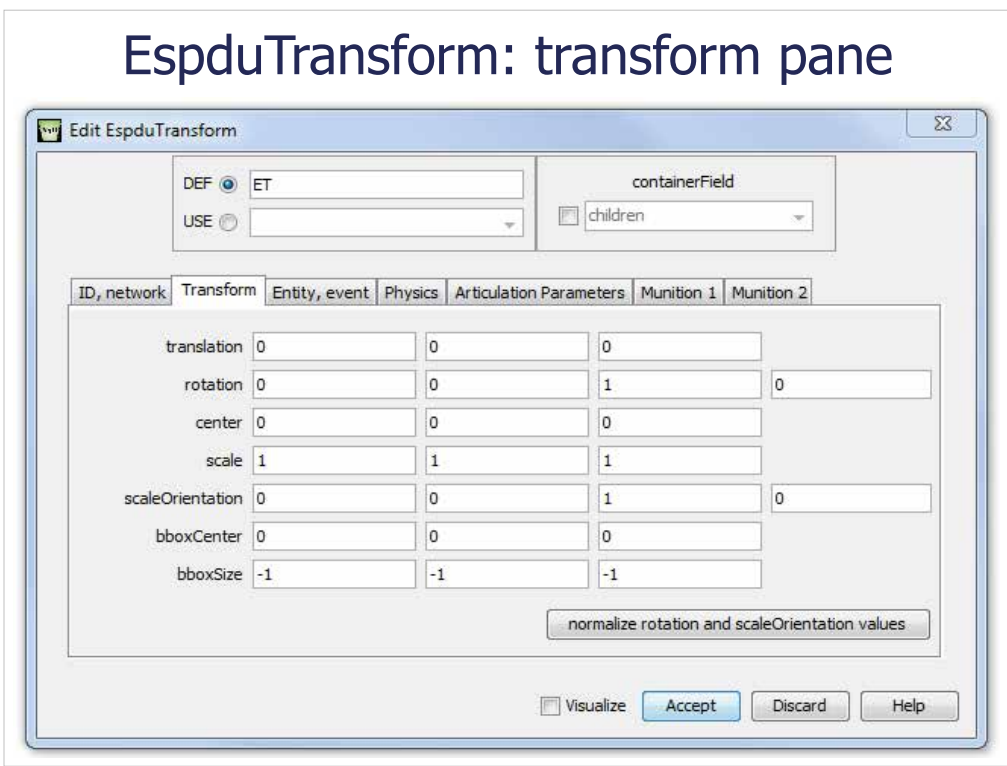 EspduTransform: transform pane
Edit EspduTransform
DEF ET
USE
containerField
children
ID, network Transform Entity, event Physics Articulation Parameters Munition 1 Munition 2
translation 0 0 0
rotation 0 0 1 0
center 0 0 0
scale 1 1 1
scaleOrientation 0 0 1 0
bboxCenter 0 0 0
bboxSize -1 -1 -1
normalize rotation and scaleOrientation values
Visualize Accept Discard Help